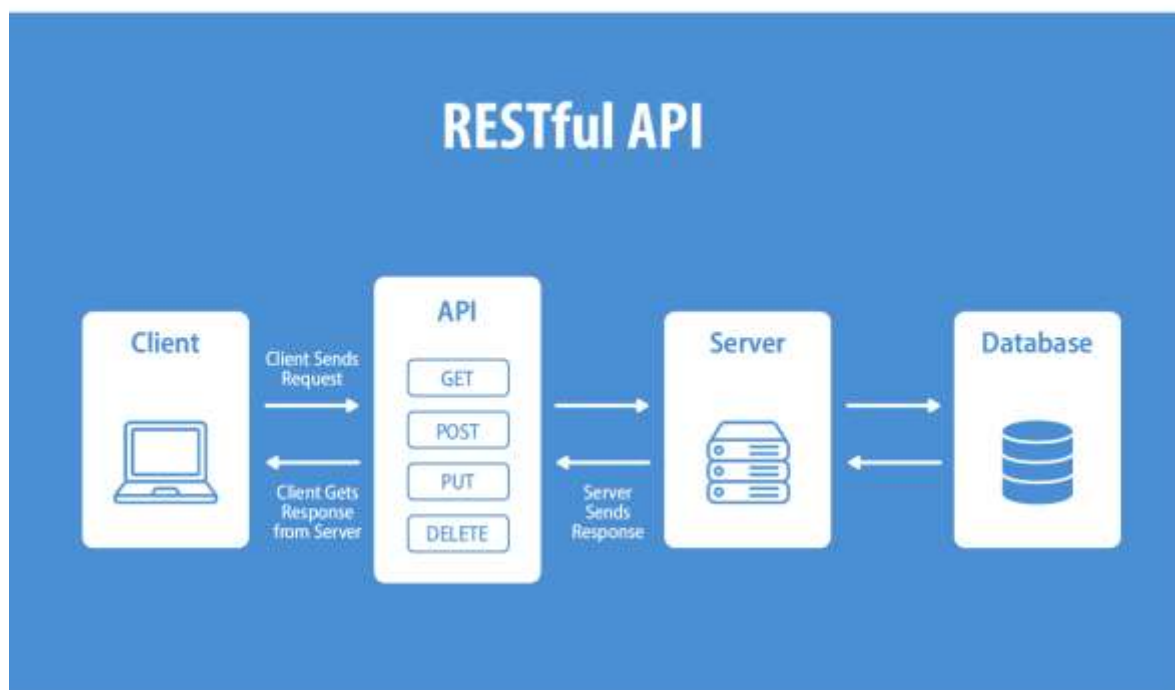 RESTful API
Client
Client Sends
Request
Client Gets
Response
from Server
API
GET
POST
PUT
DELETE
Server
Sends
Response
Server
Database